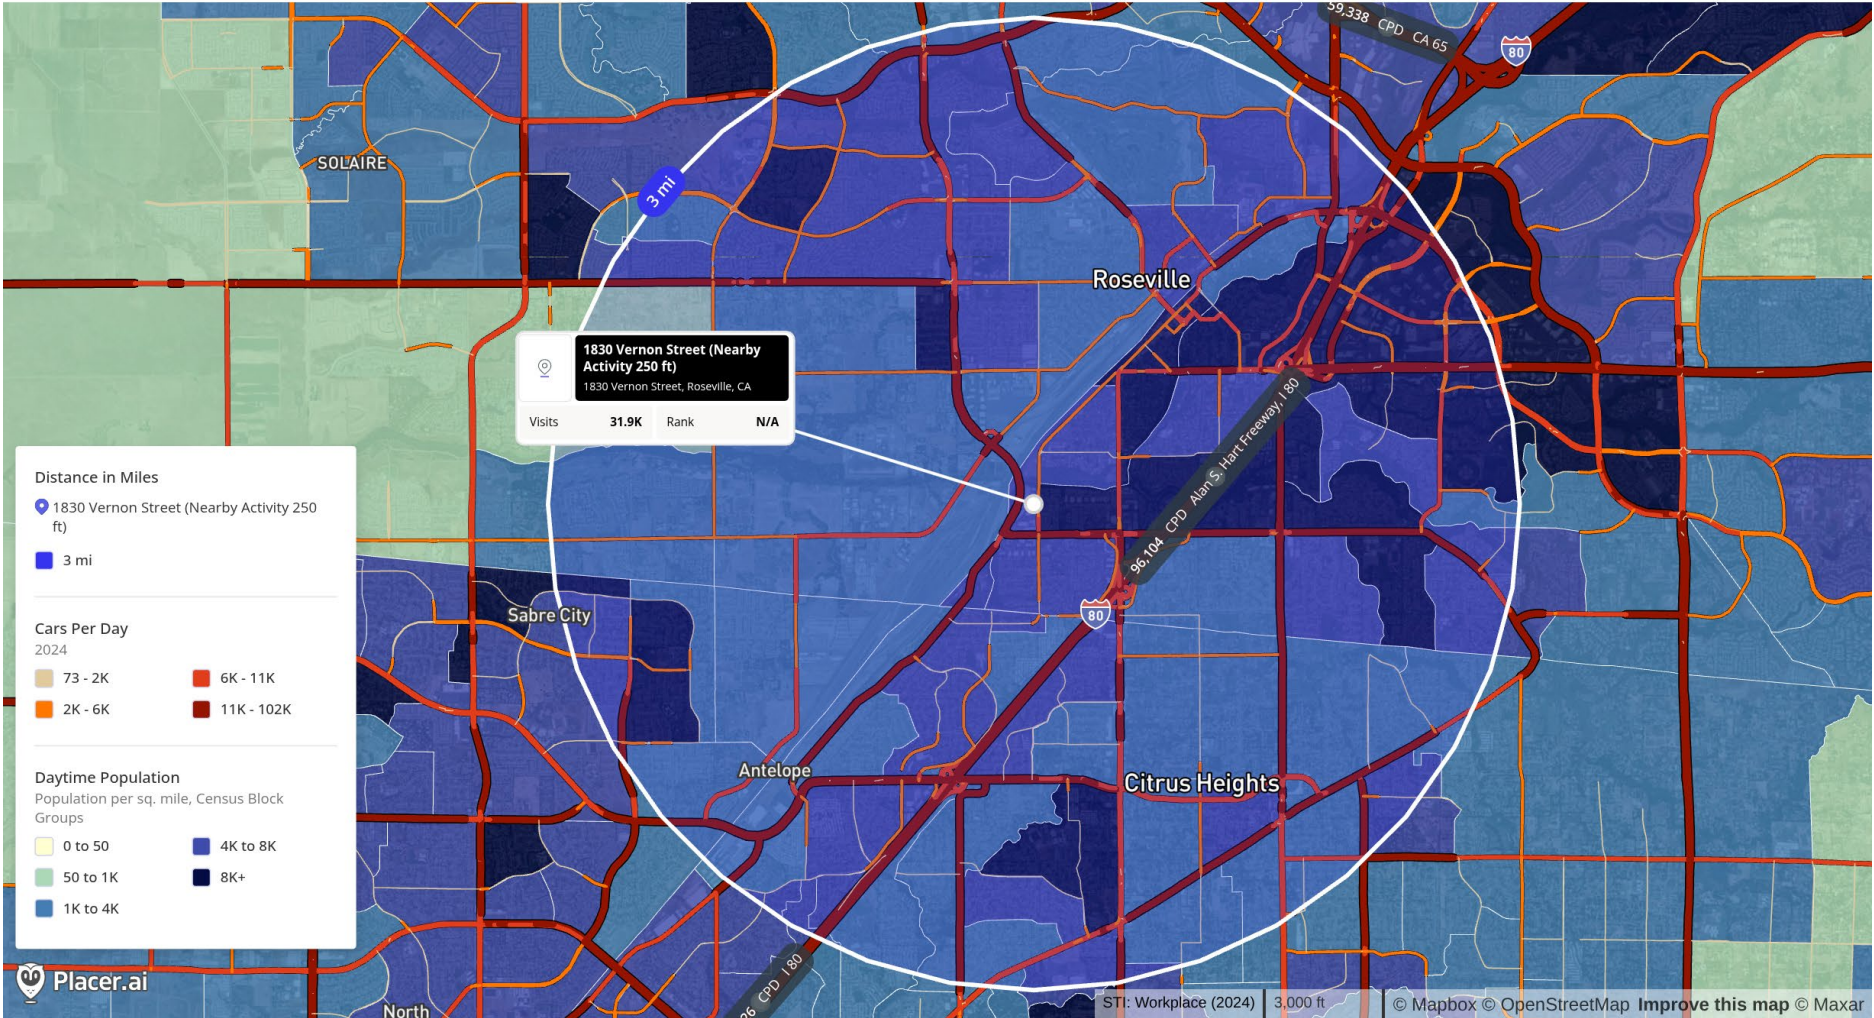 59,338 CPD CA 65
80
SOLAIRE
3 mi
Roseville
1830 Vernon Street (Nearby
Activity 250 ft)
1830 Vernon Street, Roseville, CA
Visits 31.9K Rank N/A
96,104 CPD Alan S. Hart Freeway, I 80
80
Sabre City
Antelope
Citrus Heights
CPD I 80
North
Distance in Miles
1830 Vernon Street (Nearby Activity 250
ft)
3 mi
Cars Per Day
2024
73 - 2K 6K - 11K
2K - 6K 11K - 102K
Daytime Population
Population per sq. mile, Census Block
Groups
0 to 50 4K to 8K
50 to 1K 8K+
1K to 4K
Placer.ai
STI: Workplace (2024) 3,000 ft © Mapbox © OpenStreetMap Improve this map © Maxar